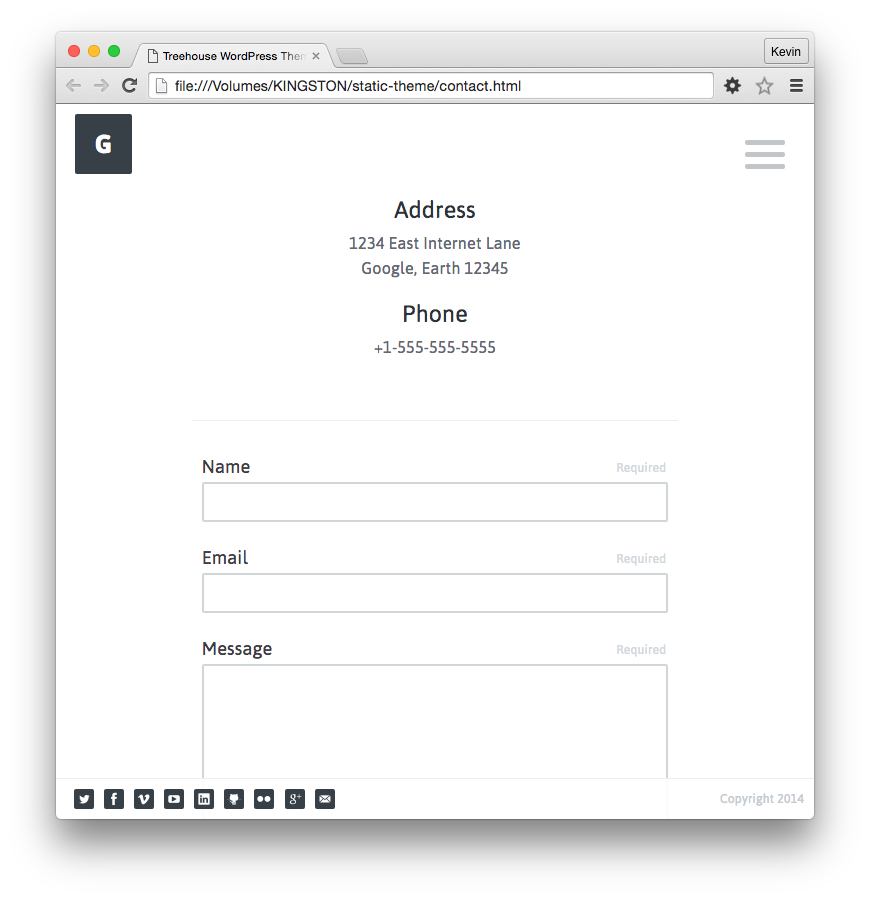 Treehouse WordPress Them
Kevin
file:///Volumes/KINGSTON/static-theme/contact.html
G
Address
1234 East Internet Lane
Google, Earth 12345
Phone
+1-555-555-5555
Name Required
Email Required
Message Required
Copyright 2014